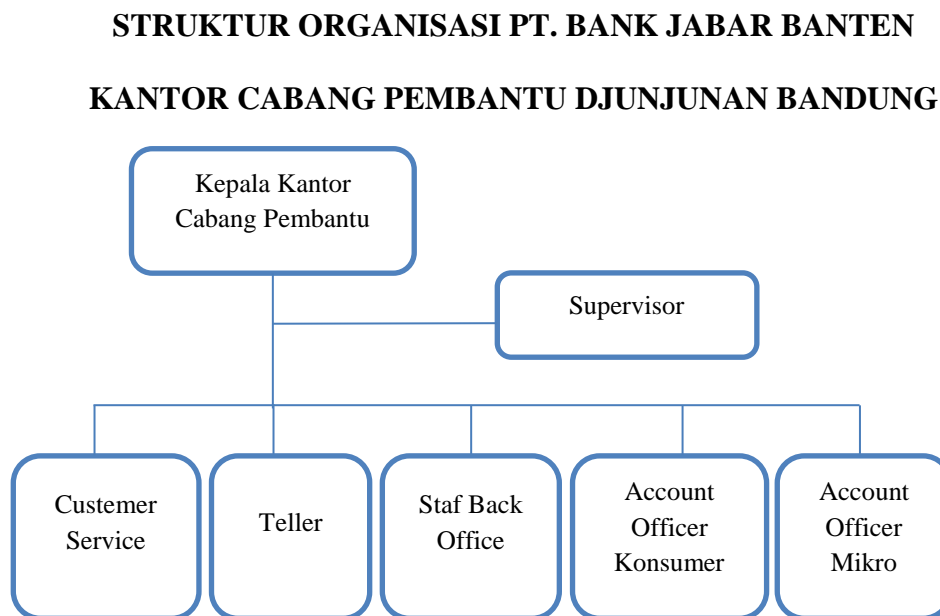 STRUKTUR ORGANISASI PT. BANK JABAR BANTEN
KANTOR CABANG PEMBANTU DJUNJUNAN BANDUNG
Kepala Kantor
Cabang Pembantu
Supervisor
Custemer
Service
Teller
Staf Back
Office
Account
Officer
Konsumer
Account
Officer
Mikro